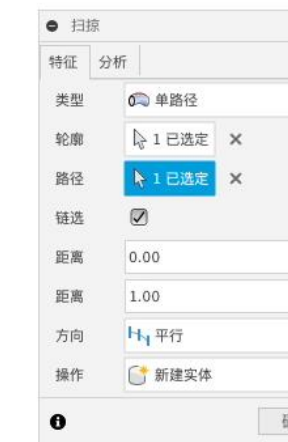 扫掠
特征 分析
类型 单路径
轮廓 1 已选定
路径 1 已选定
链选
距离 0.00
距离 1.00
方向 平行
操作 新建实体